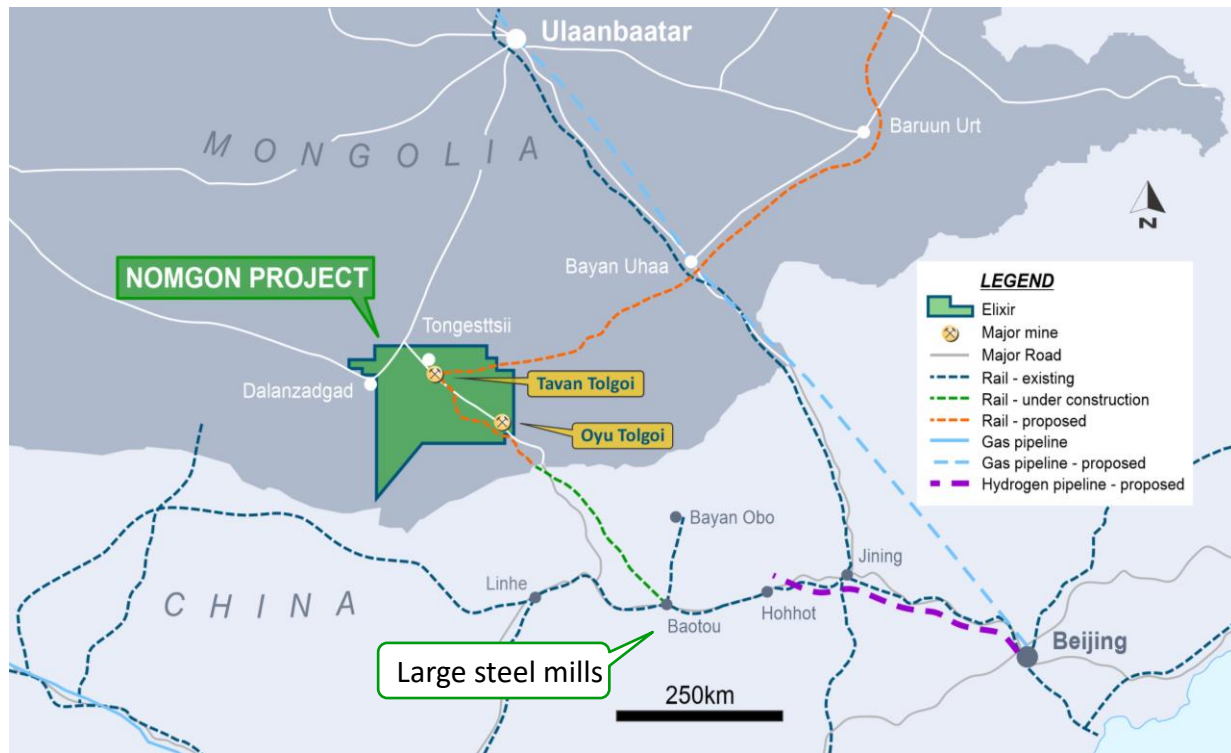 Ulaanbaatar
MONGOLIA
Baruun Urt
N
Bayan Uhaa
NOMGON PROJECT
Tongesttsii
Dalanzadgad
Tavan Tolgoi
Oyu Tolgoi
LEGEND
Elixir
Major mine
Major Road
Rail - existing
Rail - under construction
Rail - proposed
Gas pipeline
Gas pipeline - proposed
Hydrogen pipeline - proposed
Bayan Obo
Jining
Linhe
CHINA
Hohhot
Baotou
Beijing
Large steel mills
250km